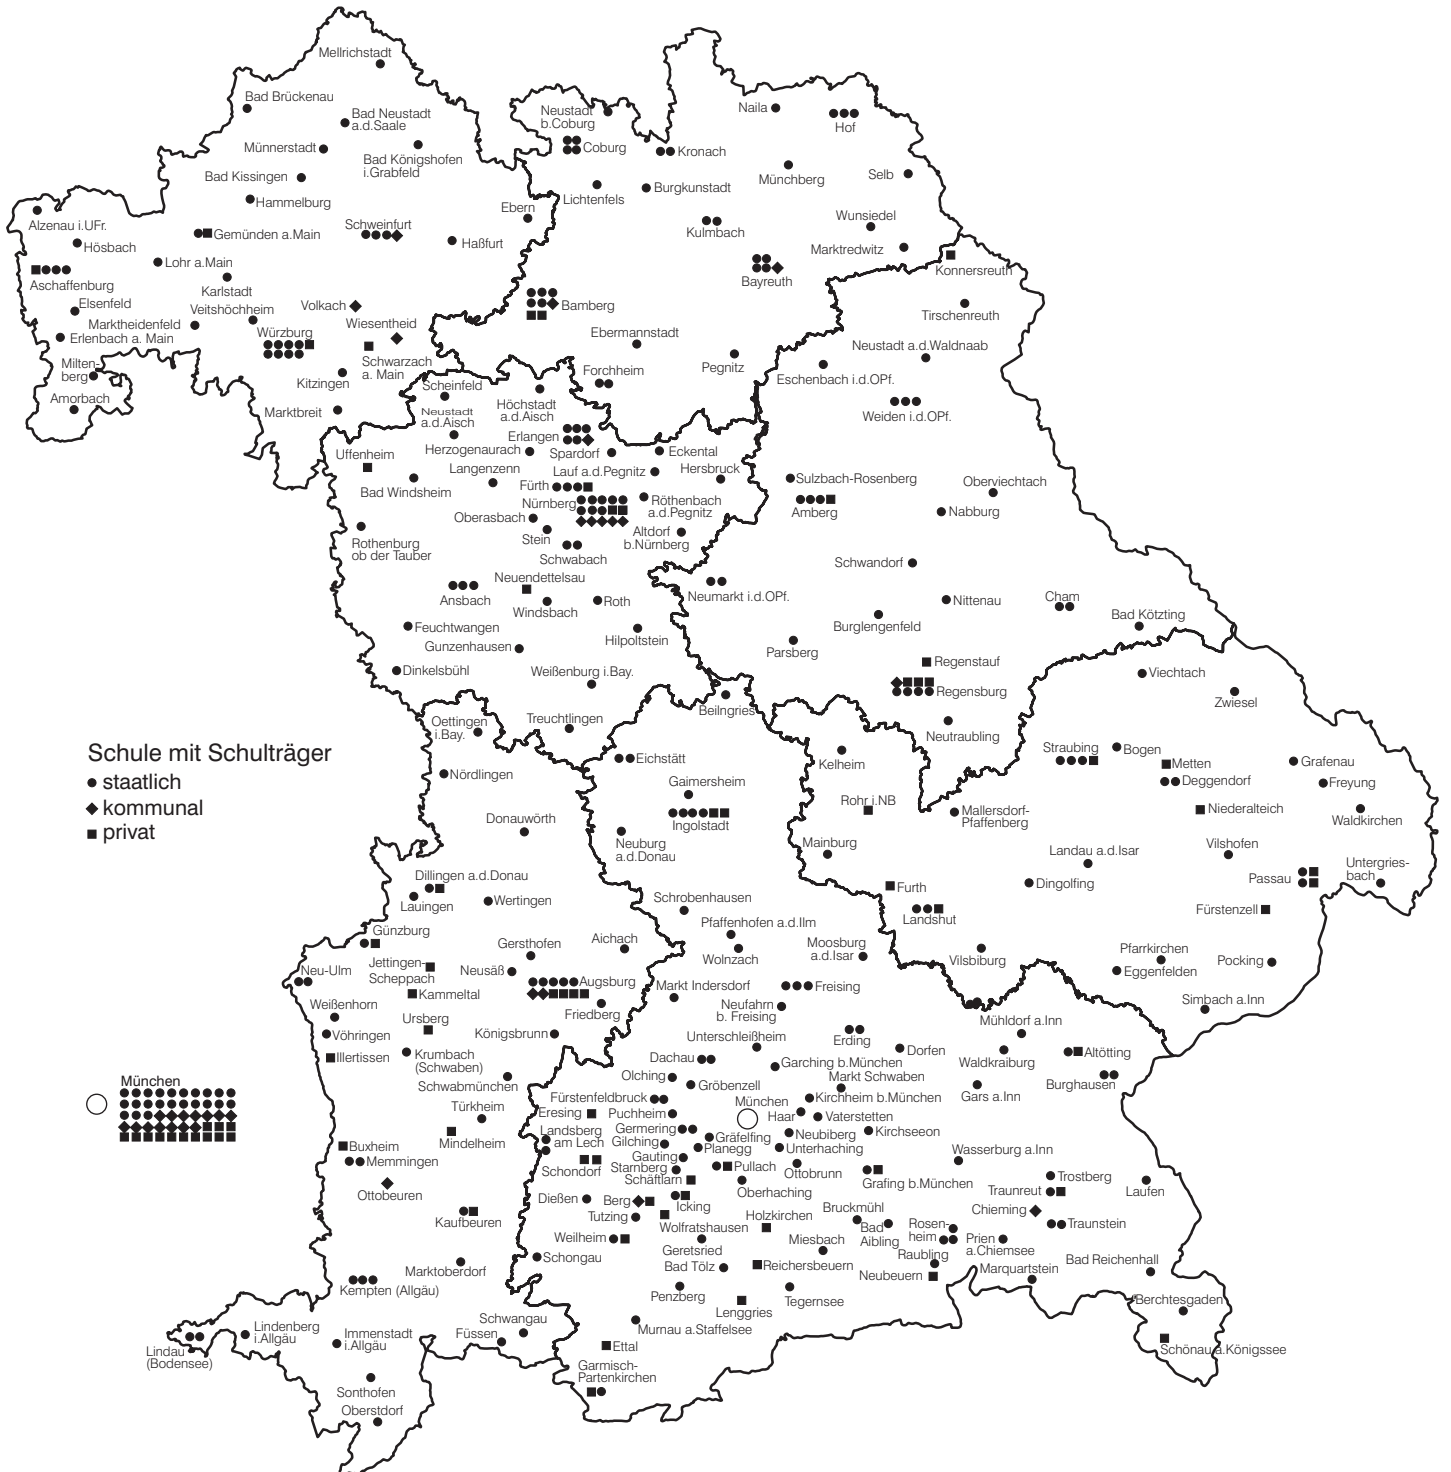 Mellrichstadt
Bad Brückenau
Bad Neustadt
a.d.Saale
Münnerstadt
Bad Königshofen
i.Grabfeld
Bad Kissingen
Hammelburg
Alzenau i.UFr.
Hösbach
Gemünden a.Main
Schweinfurt
Ebern
Haßfurt
Lohr a.Main
Aschaffenburg
Karlstadt
Elsenfeld
Veitshöchheim
Volkach
Marktheidenfeld
Wiesentheid
Erlenbach a. Main
Würzburg
Schwarzach
a. Main
Milten-
berg
Kitzingen
Amorbach
Marktbreit
Neustadt
b.Coburg
Coburg
Kronach
Naila
Hof
Lichtenfels
Burgkunstadt
Münchberg
Selb
Kulmbach
Wunsiedel
Marktredwitz
Bayreuth
Bamberg
Ebermannstadt
Pegnitz
Forchheim
Konnersreuth
Tirschenreuth
Neustadt a.d.Waldnaab
Eschenbach i.d.OPf.
Weiden i.d.OPf.
Sulzbach-Rosenberg
Amberg
Oberviechtach
Nabburg
Schwandorf
Neumarkt i.d.OPf.
Nittenau
Cham
Burglengenfeld
Bad Kötzting
Parsberg
Regenstauf
Regensburg
Neutraubling
Scheinfeld
Neustadt
a.d.Aisch
Höchstadt
a.d.Aisch
Erlangen
Herzogenaurach
Spardorf
Eckental
Uffenheim
Langenzenn
Lauf a.d.Pegnitz
Hersbruck
Bad Windsheim
Fürth
Nürnberg
Röthenbach
a.d.Pegnitz
Oberasbach
Stein
Altdorf
b.Nürnberg
Rothenburg
ob der Tauber
Schwabach
Neuendettelsau
Ansbach
Windsbach
Roth
Feuchtwangen
Hilpoltstein
Gunzenhausen
Dinkelsbühl
Weißenburg i.Bay.
Treuchtlingen
Viechtach
Zwiesel
Straubing
Bogen
Metten
Deggendorf
Grafenau
Freyung
Kelheim
Rohr i.NB
Mallersdorf-
Pfaffenberg
Niederalteich
Waldkirchen
Mainburg
Landau a.d.Isar
Vilshofen
Dingolfing
Passau
Untergries-
bach
Furth
Landshut
Fürstenzell
Vilsbiburg
Pfarrkirchen
Eggenfelden
Pocking
Simbach a.Inn
Schule mit Schulträger
staatlich
kommunal
privat
München
Oettingen
i.Bay.
Nördlingen
Donauwörth
Dillingen a.d.Donau
Lauingen
Wertingen
Günzburg
Gersthofen
Aichach
Neu-Ulm
Jettingen-
Scheppach
Neusäß
Augsburg
Kammeltal
Weißenhorn
Friedberg
Ursberg
Vöhringen
Königsbrunn
Illertissen
Krumbach
(Schwaben)
Schwabmünchen
Türkheim
Buxheim
Mindelheim
Memmingen
Ottobeuren
Kaufbeuren
Marktoberdorf
Kempten (Allgäu)
Schwangau
Füssen
Lindau
(Bodensee)
Lindenberg
i.Allgäu
Immenstadt
i.Allgäu
Sonthofen
Oberstdorf
Beilngries
Eichstätt
Gaimersheim
Ingolstadt
Neuburg
a.d.Donau
Schrobenhausen
Pfaffenhofen a.d.Ilm
Wolnzach
Moosburg
a.d.Isar
Markt Indersdorf
Freising
Neufahrn
b. Freising
Erding
Unterschleißheim
Dorfen
Mühldorf a.Inn
Waldkraiburg
Altötting
Burghausen
Dachau
Garching b.München
Olching
Gröbenzell
Markt Schwaben
Gars a.Inn
Fürstenfeldbruck
München
Kirchheim b.München
Eresing
Puchheim
Haar
Vaterstetten
Landsberg
am Lech
Germering
Gräfelfing
Neubiberg
Kirchseeon
Gilching
Planegg
Unterhaching
Gauting
Schondorf
Starnberg
Pullach
Ottobrunn
Grafing b.München
Wasserburg a.Inn
Schäftlarn
Oberhaching
Trostberg
Traunreut
Laufen
Dießen
Berg
Icking
Chieming
Tutzing
Wolfratshausen
Holzkirchen
Bruckmühl
Traunstein
Weilheim
Geretsried
Miesbach
Bad
Aibling
Rosen-
heim
Prien
a.Chiemsee
Schongau
Bad Tölz
Reichersbeuern
Raubling
Neubeuern
Marquartstein
Bad Reichenhall
Penzberg
Lenggries
Tegernsee
Berchtesgaden
Murnau a.Staffelsee
Ettal
Schönau a.Königssee
Garmisch-
Partenkirchen